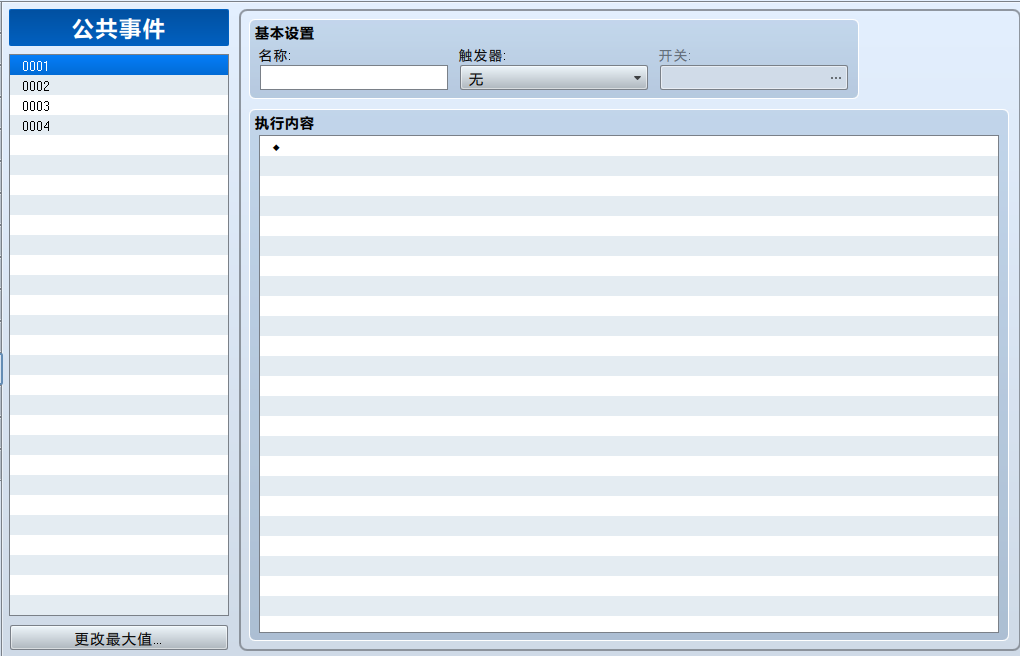 公共事件
0001
0002
0003
0004
更改最大值...
基本设置
名称:
触发器:
开关:
无
...
执行内容
◆